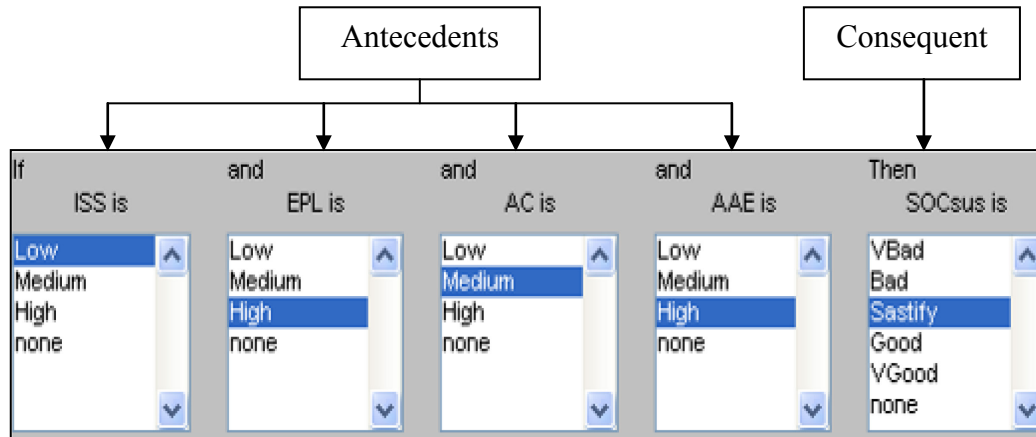 Antecedents
Consequent
If and and and Then
ISS is EPL is AC is AAE is SOCsus is
Low Low Low Low VBad
Medium Medium Medium Medium Bad
High High High High Sastify
none none none none Good
VGood
none